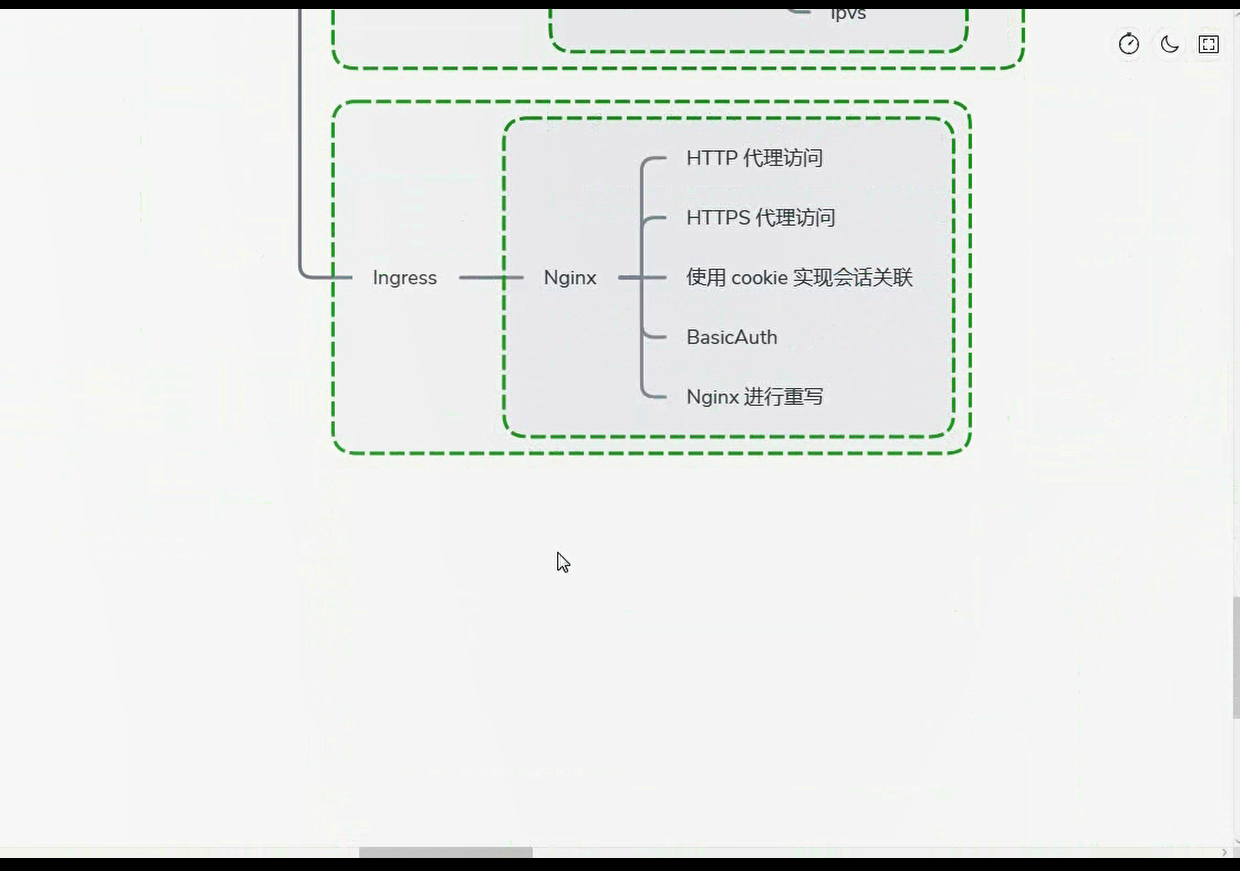 Ipvs
HTTP 代理访问
HTTPS 代理访问
Ingress
Nginx
使用 cookie 实现会话关联
BasicAuth
Nginx 进行重写